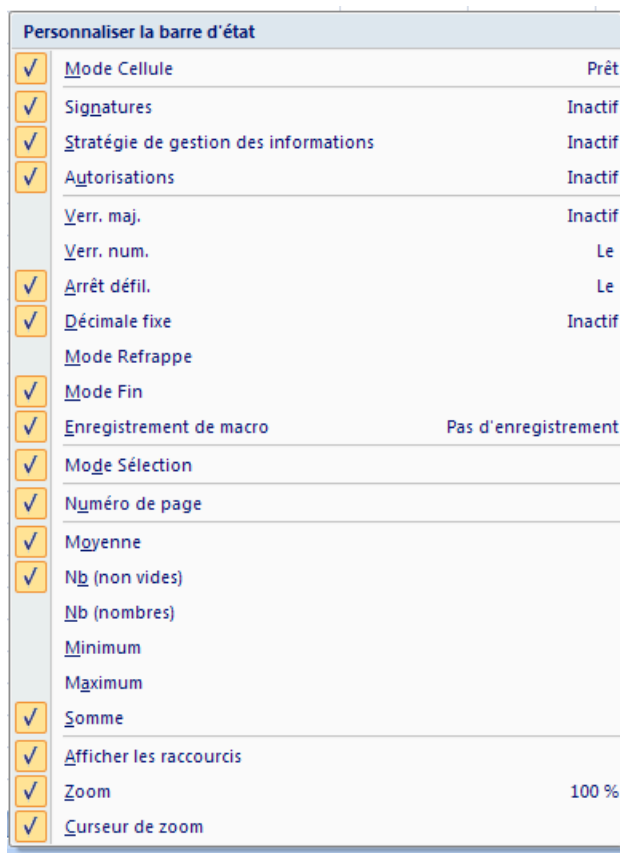 Personnaliser la barre d'état
Mode Cellule Prêt
Signatures Inactif
Stratégie de gestion des informations Inactif
Autorisations Inactif
Verr. maj. Inactif
Verr. num. Le
Arrêt défil. Le
Décimale fixe Inactif
Mode Refrappe
Mode Fin
Enregistrement de macro Pas d'enregistrement
Mode Sélection
Numéro de page
Moyenne
Nb (non vides)
Nb (nombres)
Minimum
Maximum
Somme
Afficher les raccourcis
Zoom 100 %
Curseur de zoom